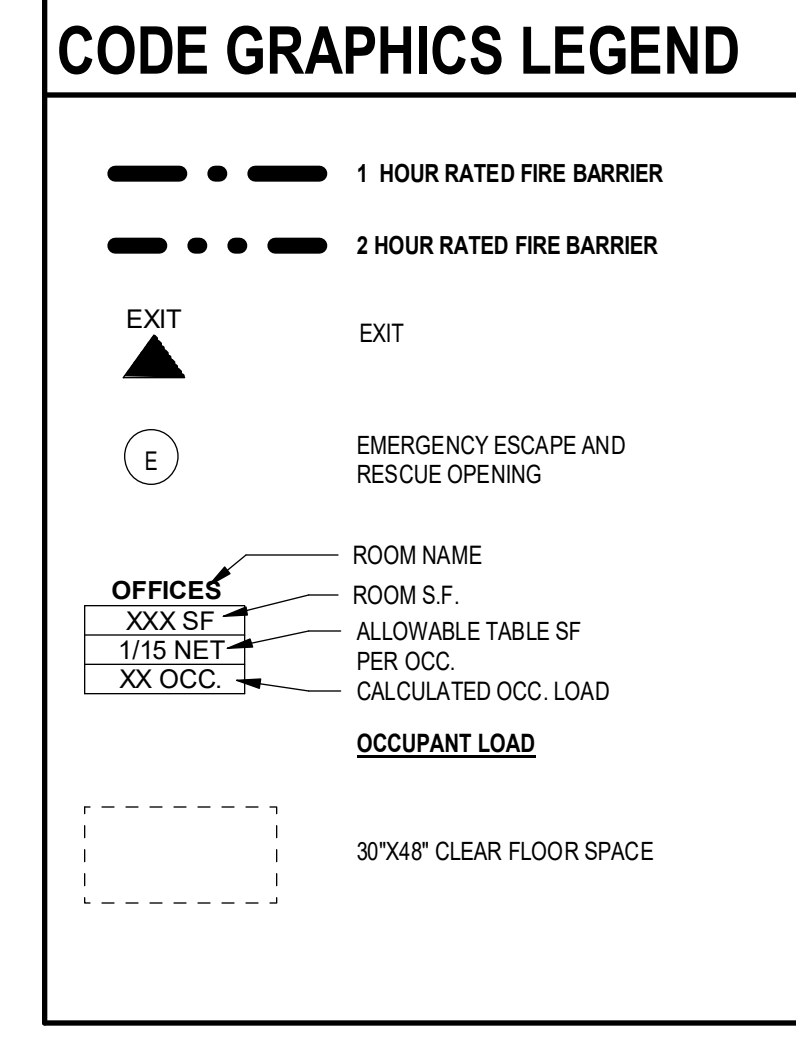 CODE GRAPHICS LEGEND
1 HOUR RATED FIRE BARRIER
2 HOUR RATED FIRE BARRIER
EXIT
EXIT
E
EMERGENCY ESCAPE AND
RESCUE OPENING
ROOM NAME
OFFICES
ROOM S.F.
XXX SF
ALLOWABLE TABLE SF
PER OCC.
1/15 NET
XX OCC.
CALCULATED OCC. LOAD
OCCUPANT LOAD
30"X48" CLEAR FLOOR SPACE